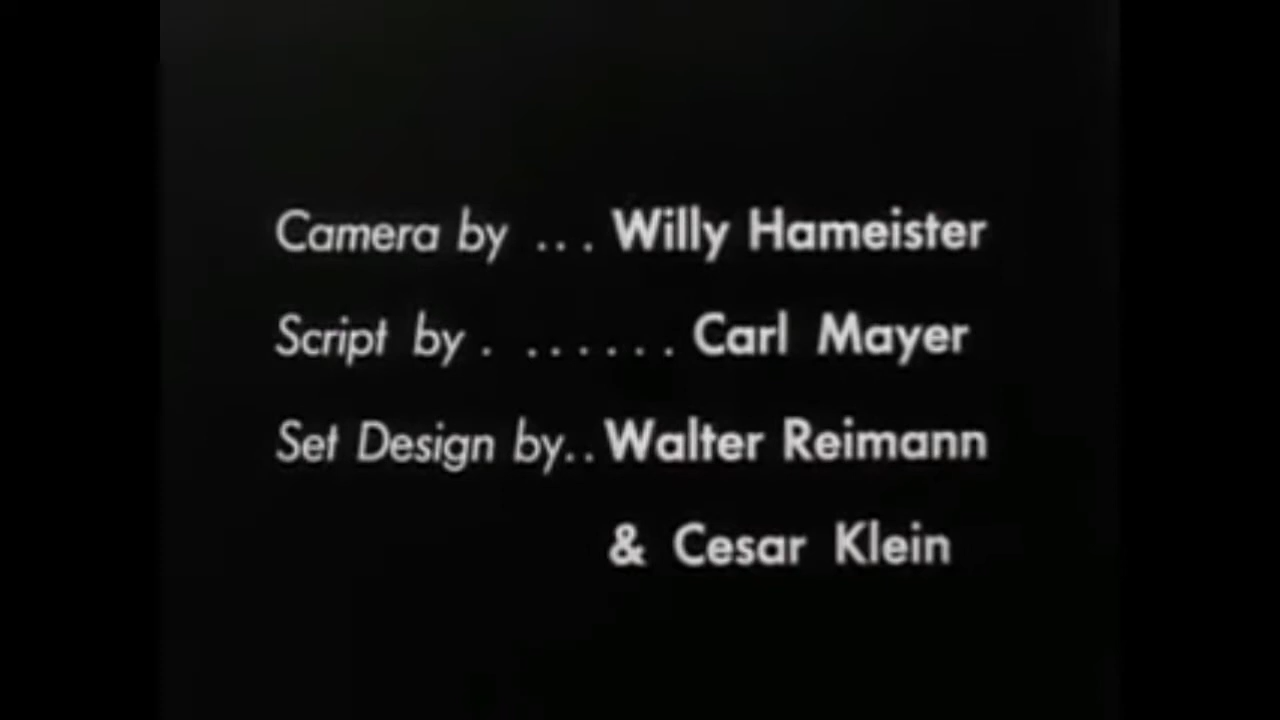 Camera by ... Willy Hameister
Script by . ...... Carl Mayer
Set Design by.. Walter Reimann
& Cesar Klein